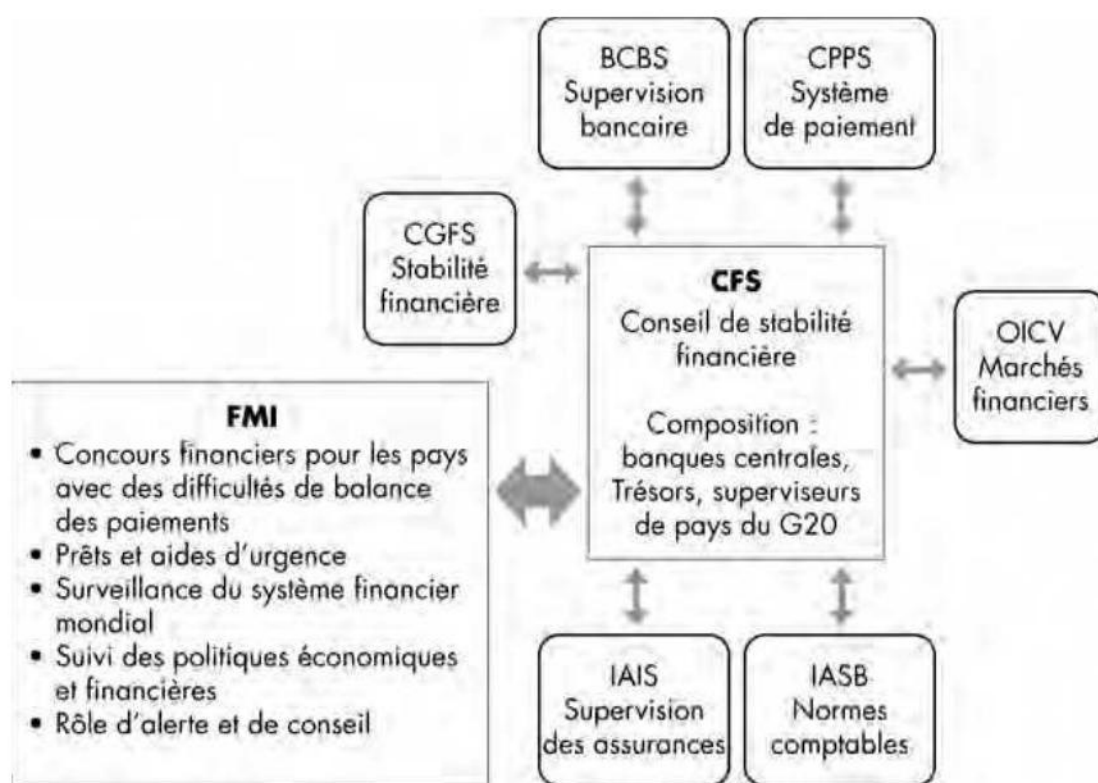 BCBS
Supervision
bancaire
CPPS
Système
de paiement
CGFS
Stabilité
financière
CFS
Conseil de stabilité
financière
Composition :
banques centrales,
Trésors, superviseurs
de pays du G20
OICV
Marchés
financiers
FMI
• Concours financiers pour les pays
avec des difficultés de balance
des paiements
• Prêts et aides d'urgence
• Surveillance du système financier
mondial
• Suivi des politiques économiques
et financières
• Rôle d'alerte et de conseil
IAIS
Supervision
des assurances
IASB
Normes
comptables